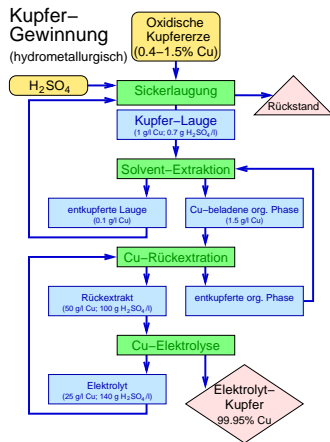 Kupfer–
Gewinnung
(hydrometallurgisch)
Oxidische
Kupfererze
(0.4–1.5% Cu)
H₂SO₄
Sickerlaugung
Rückstand
Kupfer–Lauge
(1 g/l Cu; 0.7 g H₂SO₄/l)
Solvent–Extraktion
entkupferte Lauge
(0.1 g/l Cu)
Cu–beladene org. Phase
(1.5 g/l Cu)
Cu–Rückextration
Rückextrakt
(50 g/l Cu; 100 g H₂SO₄/l)
entkupferte org. Phase
Cu–Elektrolyse
Elektrolyt
(25 g/l Cu; 140 g H₂SO₄/l)
Elektrolyt–
Kupfer
99.95% Cu